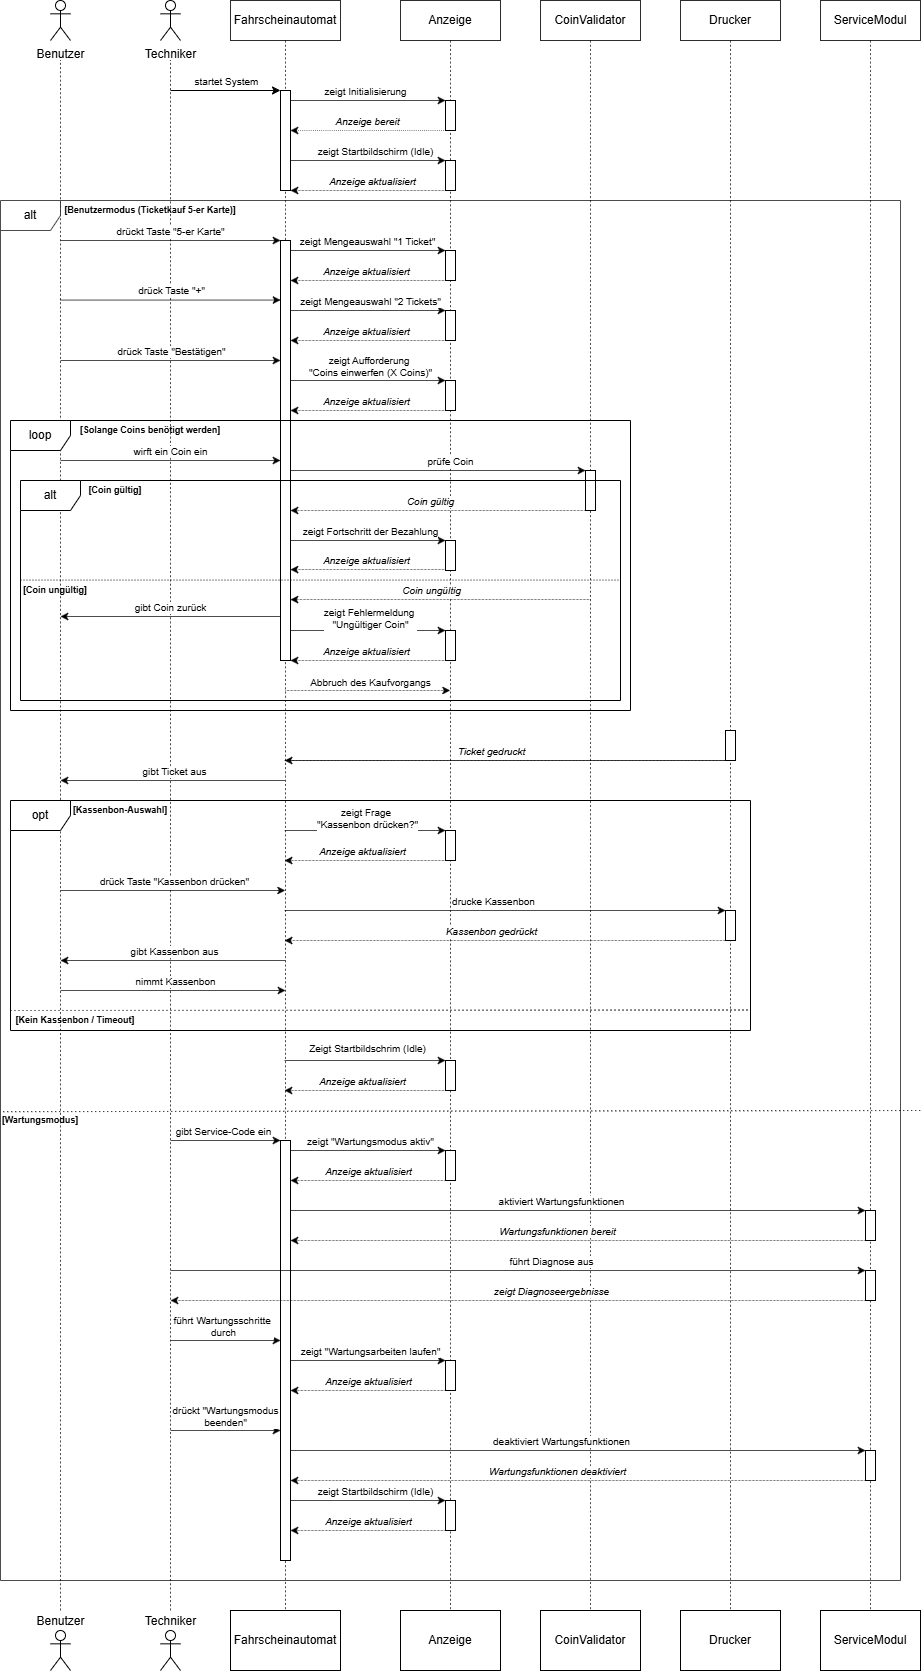 Fahrscheinautomat
Anzeige
CoinValidator
Drucker
ServiceModul
Benutzer
Techniker
startet System
zeigt Initialisierung
Anzeige bereit
zeigt Startbildschirm (Idle)
Anzeige aktualisiert
alt
[Benutzermodus (Ticketkauf 5-er Karte)]
drückt Taste "5-er Karte"
zeigt Mengeauswahl "1 Ticket"
Anzeige aktualisiert
drück Taste "+"
zeigt Mengeauswahl "2 Tickets"
Anzeige aktualisiert
drück Taste "Bestätigen"
zeigt Aufforderung
"Coins einwerfen (X Coins)"
Anzeige aktualisiert
loop
[Solange Coins benötigt werden]
wirft ein Coin ein
prüfe Coin
alt
[Coin gültig]
Coin gültig
zeigt Fortschritt der Bezahlung
Anzeige aktualisiert
[Coin ungültig]
Coin ungültig
gibt Coin zurück
zeigt Fehlermeldung
"Ungültiger Coin"
Anzeige aktualisiert
Abbruch des Kaufvorgangs
Ticket gedruckt
gibt Ticket aus
opt
[Kassenbon-Auswahl]
zeigt Frage
"Kassenbon drücken?"
Anzeige aktualisiert
drück Taste "Kassenbon drücken"
drucke Kassenbon
Kassenbon gedrückt
gibt Kassenbon aus
nimmt Kassenbon
[Kein Kassenbon / Timeout]
Zeigt Startbildschrim (Idle)
Anzeige aktualisiert
[Wartungsmodus]
gibt Service-Code ein
zeigt "Wartungsmodus aktiv"
Anzeige aktualisiert
aktiviert Wartungsfunktionen
Wartungsfunktionen bereit
führt Diagnose aus
zeigt Diagnoseergebnisse
führt Wartungsschritte
durch
zeigt "Wartungsarbeiten laufen"
Anzeige aktualisiert
drückt "Wartungsmodus
beenden"
deaktiviert Wartungsfunktionen
Wartungsfunktionen deaktiviert
zeigt Startbildschirm (Idle)
Anzeige aktualisiert
Benutzer
Techniker
Fahrscheinautomat
Anzeige
CoinValidator
Drucker
ServiceModul